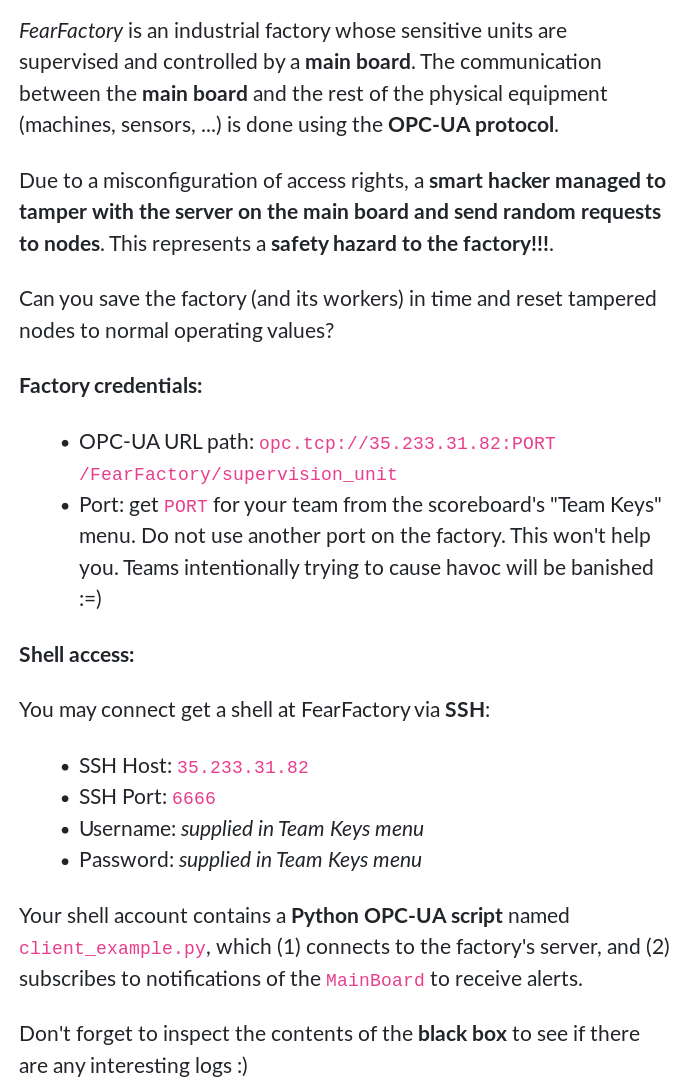 FearFactory is an industrial factory whose sensitive units are
supervised and controlled by a main board. The communication
between the main board and the rest of the physical equipment
(machines, sensors, ...) is done using the OPC-UA protocol.
Due to a misconfiguration of access rights, a smart hacker managed to
tamper with the server on the main board and send random requests
to nodes. This represents a safety hazard to the factory!!!.
Can you save the factory (and its workers) in time and reset tampered
nodes to normal operating values?
Factory credentials:
• OPC-UA URL path: opc.tcp://35.233.31.82:PORT
/FearFactory/supervision_unit
• Port: get PORT for your team from the scoreboard's "Team Keys"
menu. Do not use another port on the factory. This won't help
you. Teams intentionally trying to cause havoc will be banished
:=)
Shell access:
You may connect get a shell at FearFactory via SSH:
• SSH Host: 35.233.31.82
• SSH Port: 6666
• Username: supplied in Team Keys menu
• Password: supplied in Team Keys menu
Your shell account contains a Python OPC-UA script named
client_example.py, which (1) connects to the factory's server, and (2)
subscribes to notifications of the MainBoard to receive alerts.
Don't forget to inspect the contents of the black box to see if there
are any interesting logs :)